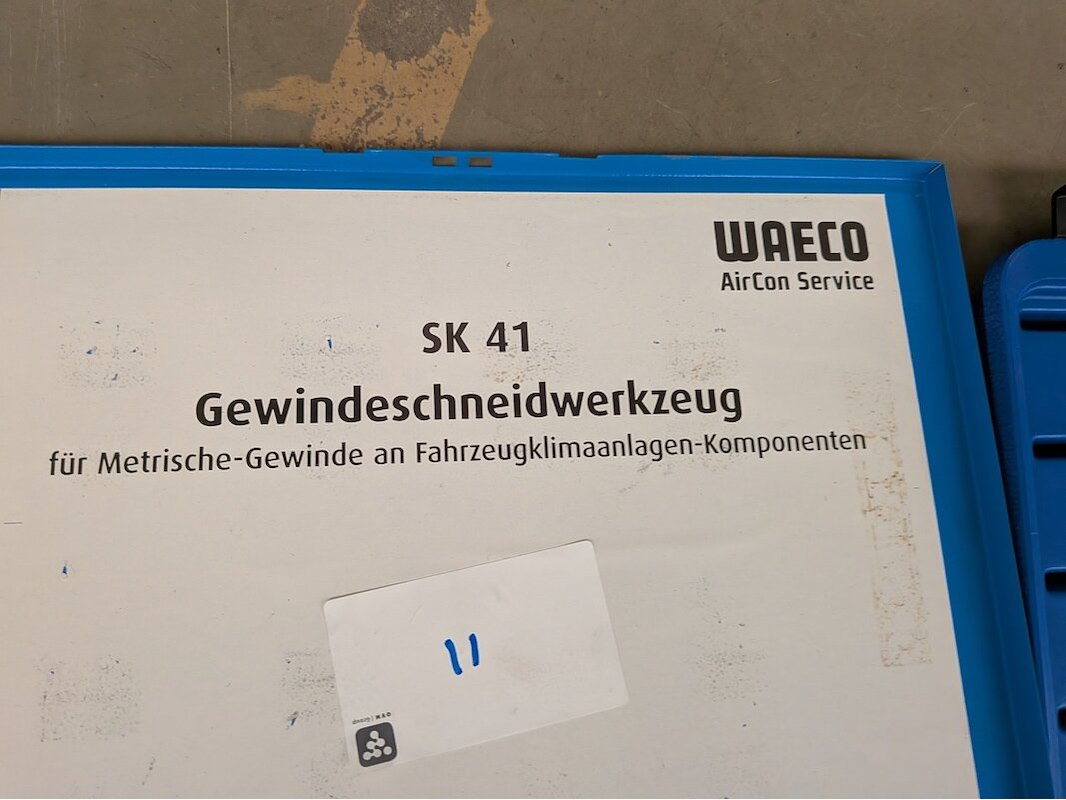 WAECO
AirCon Service
SK 41
Gewindeschneidwerkzeug
für Metrische-Gewinde an Fahrzeugklimaanlagen-Komponenten
11